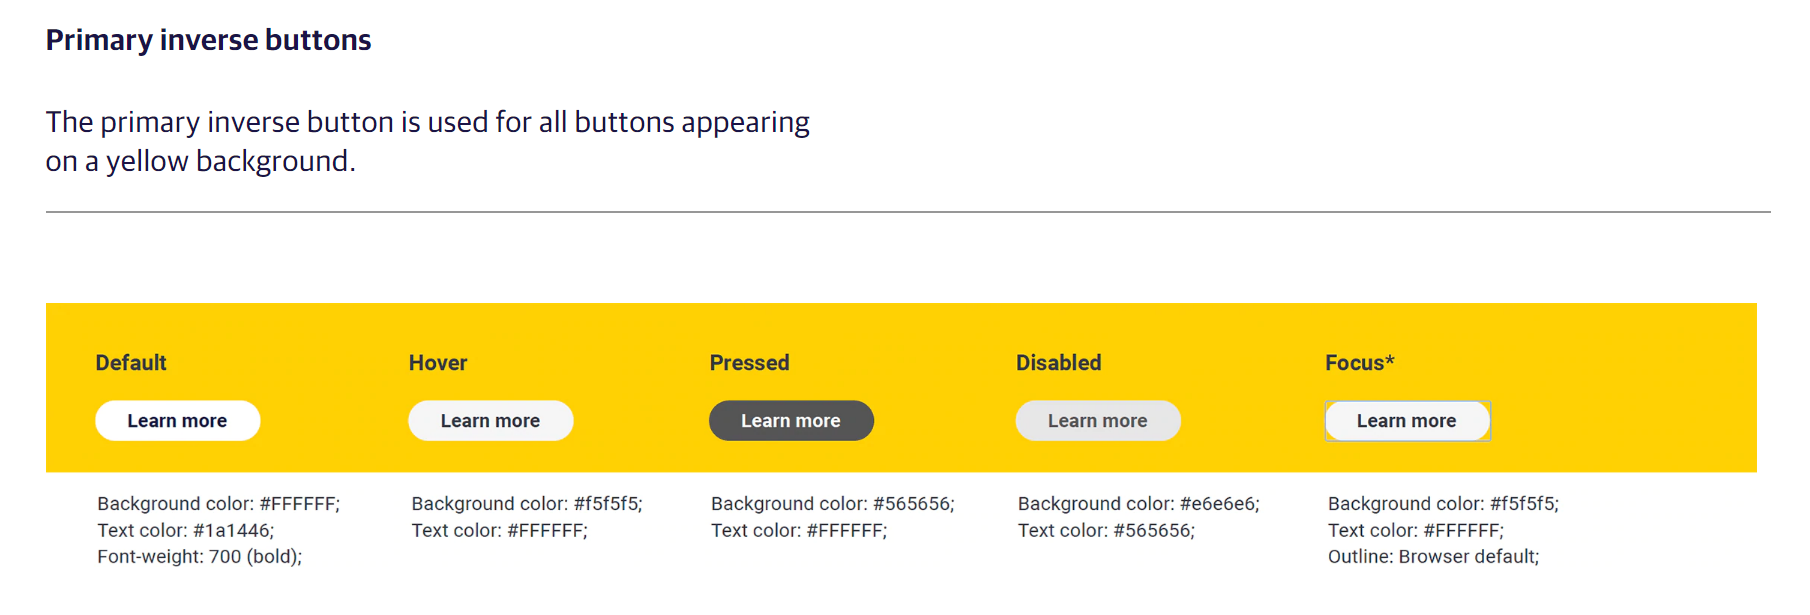 Primary inverse buttons
The primary inverse button is used for all buttons appearing
on a yellow background.
Default
Learn more
Background color: #FFFFFF;
Text color: #1a1446;
Font-weight: 700 (bold);
Hover
Learn more
Background color: #f5f5f5;
Text color: #FFFFFF;
Pressed
Learn more
Background color: #565656;
Text color: #FFFFFF;
Disabled
Learn more
Background color: #e6e6e6;
Text color: #565656;
Focus*
Learn more
Background color: #f5f5f5;
Text color: #FFFFFF;
Outline: Browser default;